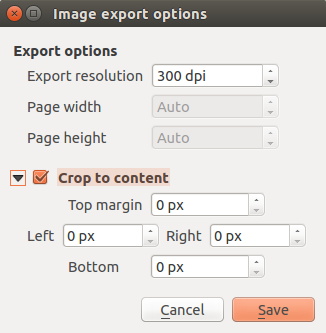 Image export options
Export options
Export resolution 300 dpi
Page width Auto
Page height Auto
Crop to content
Top margin 0 px
Left 0 px Right 0 px
Bottom 0 px
Cancel Save